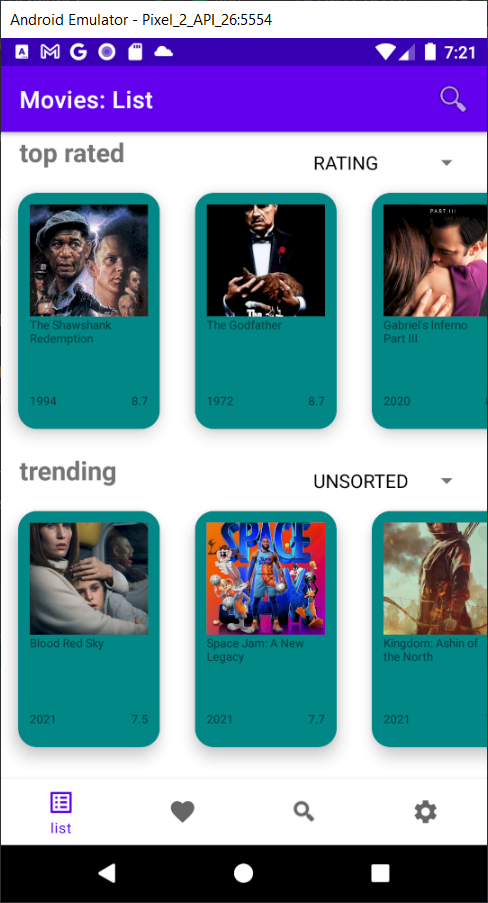 Android Emulator - Pixel_2_API_26:5554
7:21
Movies: List
top rated
RATING
PART III
The Shawshank
Redemption
The Godfather
Gabriel's Inferno
Part III
1994 8.7
1972 8.7
2020
trending
UNSORTED
SPACE
JAM
Blood Red Sky
Space Jam: A New
Legacy
Kingdom: Ashin of
the North
2021 7.5
2021 7.7
2021
list